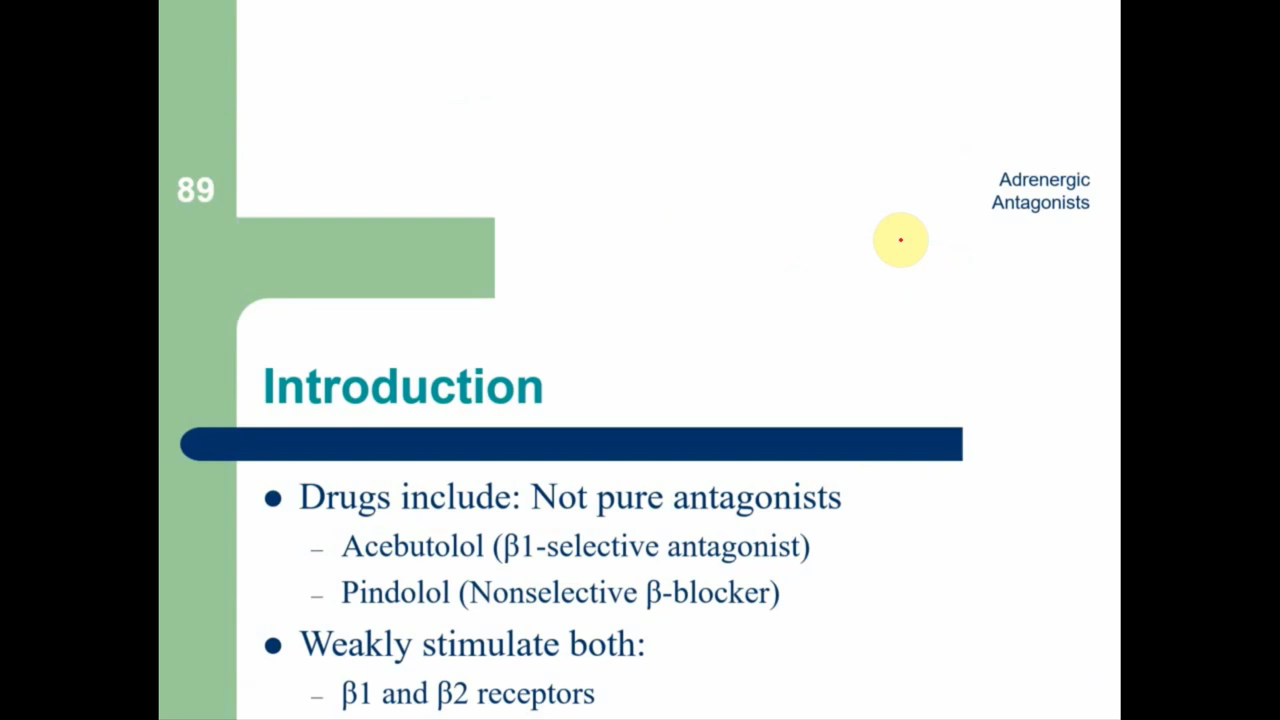 89
Adrenergic
Antagonists
Introduction
● Drugs include: Not pure antagonists
– Acebutolol (β1-selective antagonist)
– Pindolol (Nonselective β-blocker)
● Weakly stimulate both:
– β1 and β2 receptors